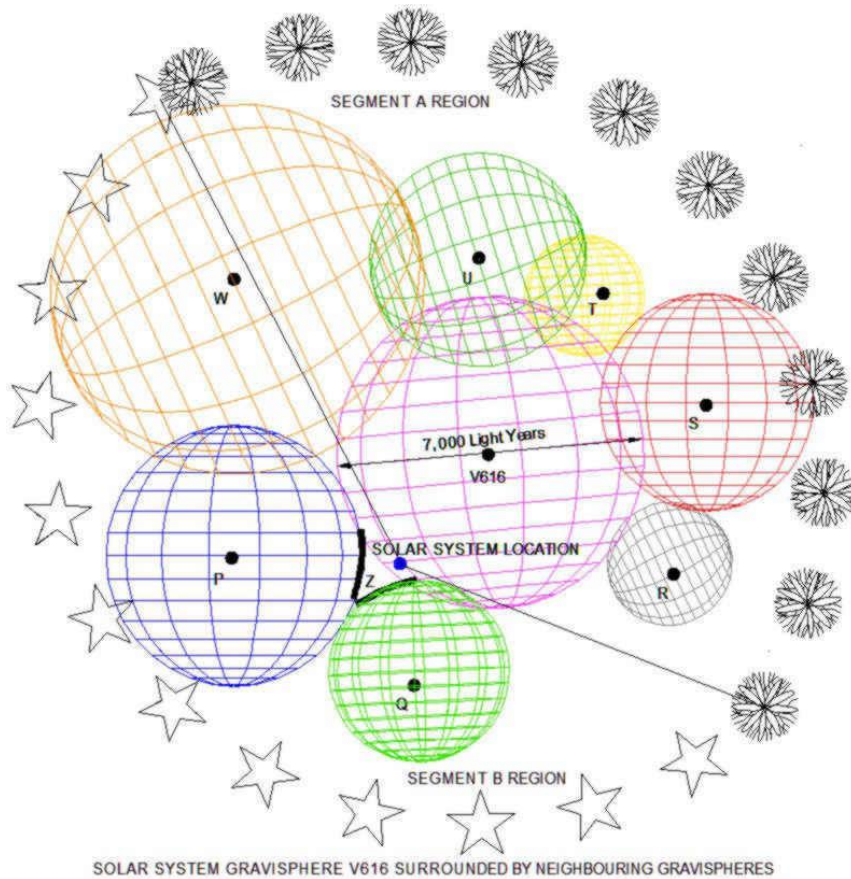 SEGMENT A REGION
U
W
T
S
7,000 Light Years
V616
SOLAR SYSTEM LOCATION
P
Z
R
Q
SEGMENT B REGION
SOLAR SYSTEM GRAVISPHERE V616 SURROUNDED BY NEIGHBOURING GRAVISPHERES